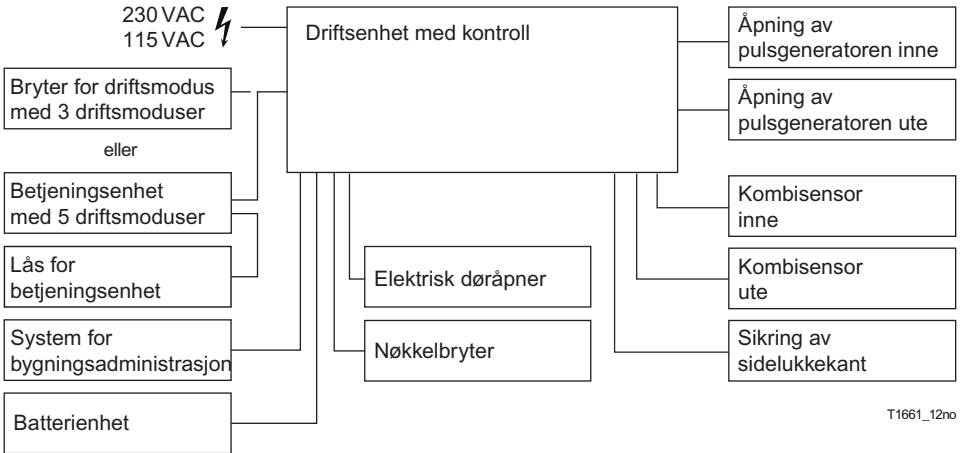 230 VAC
115 VAC
Driftsenhet med kontroll
Åpning av
pulsgeneratoren inne
Bryter for driftsmodus
med 3 driftsmoduser
Åpning av
pulsgeneratoren ute
eller
Betjeningsenhet
med 5 driftsmoduser
Kombisensor
inne
Lås for
betjeningsenhet
Elektrisk døråpner
Kombisensor
ute
System for
bygningsadministrasjon
Nøkkelbryter
Sikring av
sidelukkekant
Batterienhet
T1661_12no